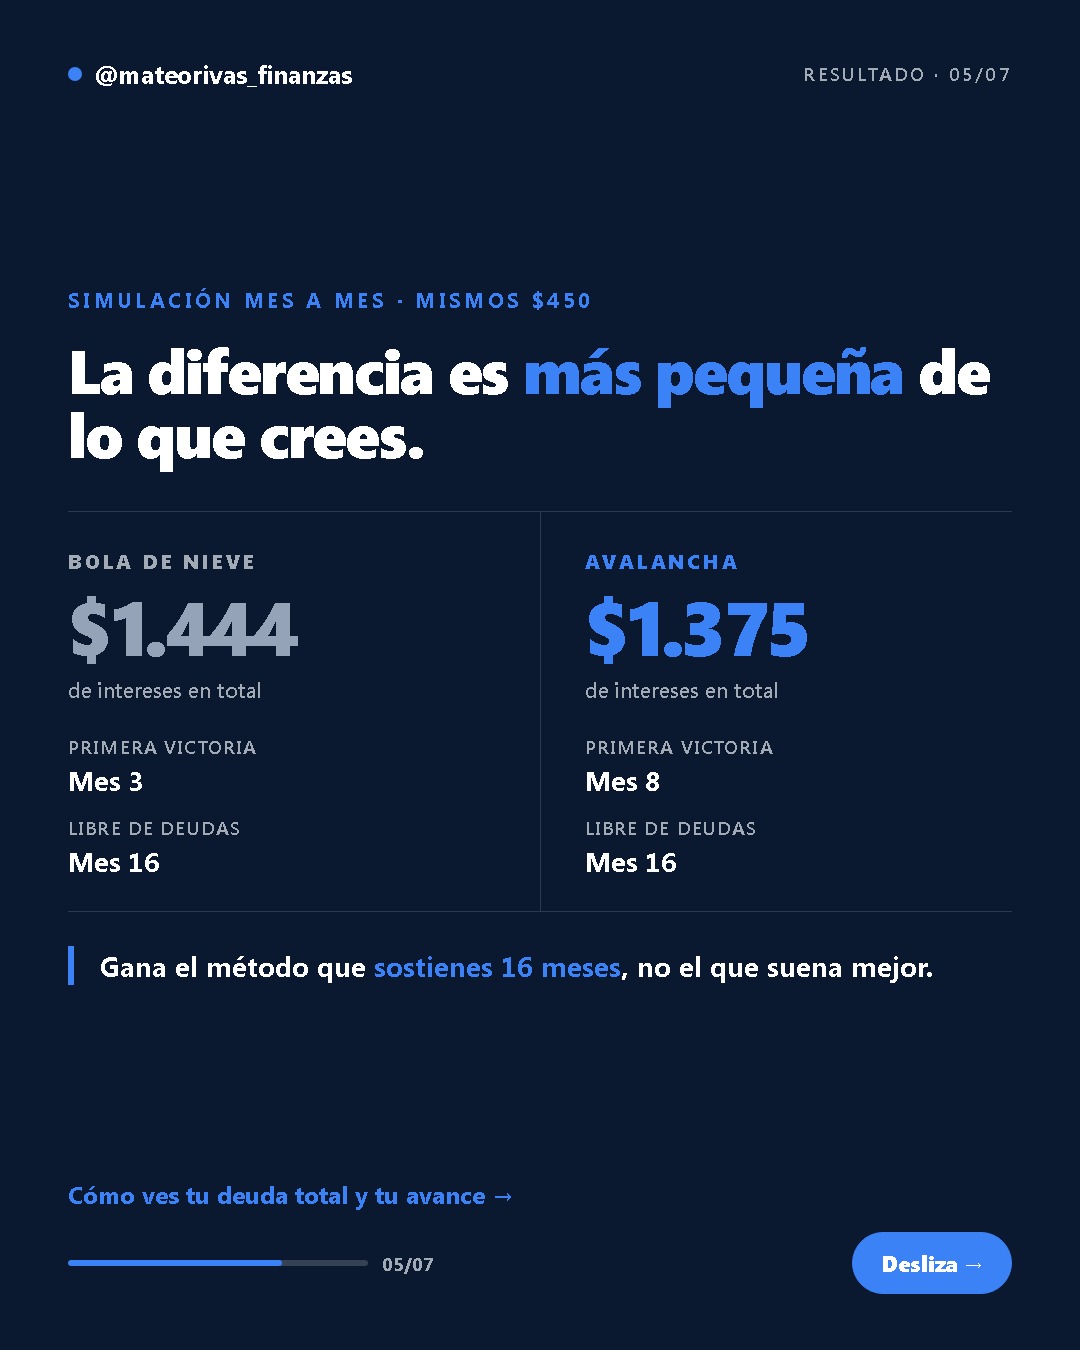 @mateorivas_finanzas
RESULTADO · 05/07
SIMULACIÓN MES A MES · MISMOS $450
La diferencia es más pequeña de
lo que crees.
BOLA DE NIEVE
$1.444
de intereses en total
PRIMERA VICTORIA
Mes 3
LIBRE DE DEUDAS
Mes 16
AVALANCHA
$1.375
de intereses en total
PRIMERA VICTORIA
Mes 8
LIBRE DE DEUDAS
Mes 16
Gana el método que sostienes 16 meses, no el que suena mejor.
Cómo ves tu deuda total y tu avance →
05/07
Desliza →